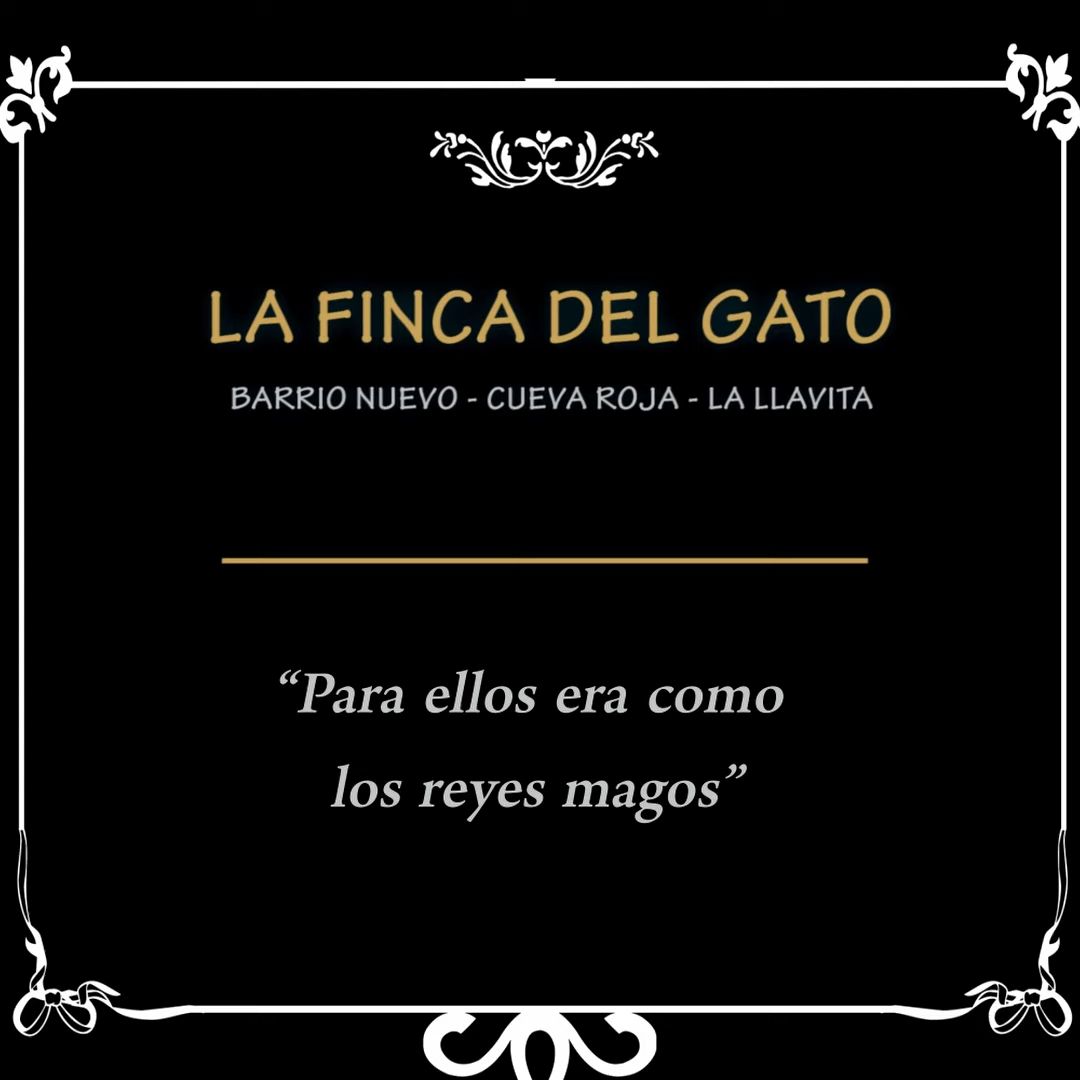 LA FINCA DEL GATO
BARRIO NUEVO - CUEVA ROJA - LA LLAVITA
“Para ellos era como
los reyes magos”